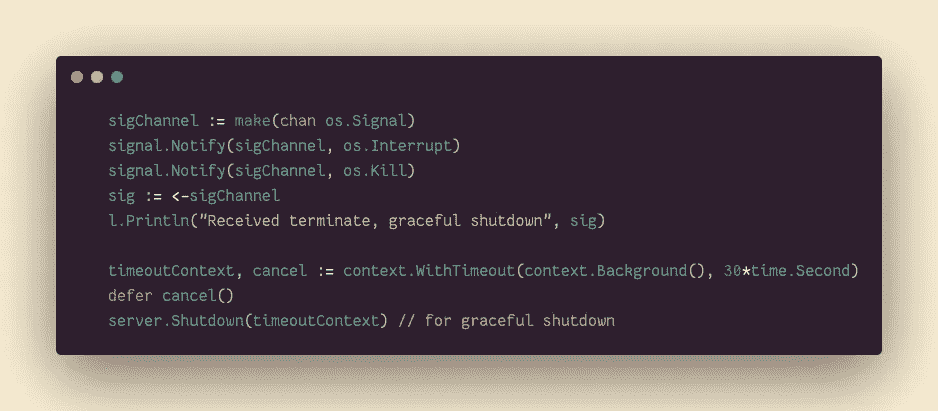 sigChannel := make(chan os.Signal)
signal.Notify(sigChannel, os.Interrupt)
signal.Notify(sigChannel, os.Kill)
sig := <-sigChannel
l.Println("Received terminate, graceful shutdown", sig)
timeoutContext, cancel := context.WithTimeout(context.Background(), 30*time.Second)
defer cancel()
server.Shutdown(timeoutContext) // for graceful shutdown